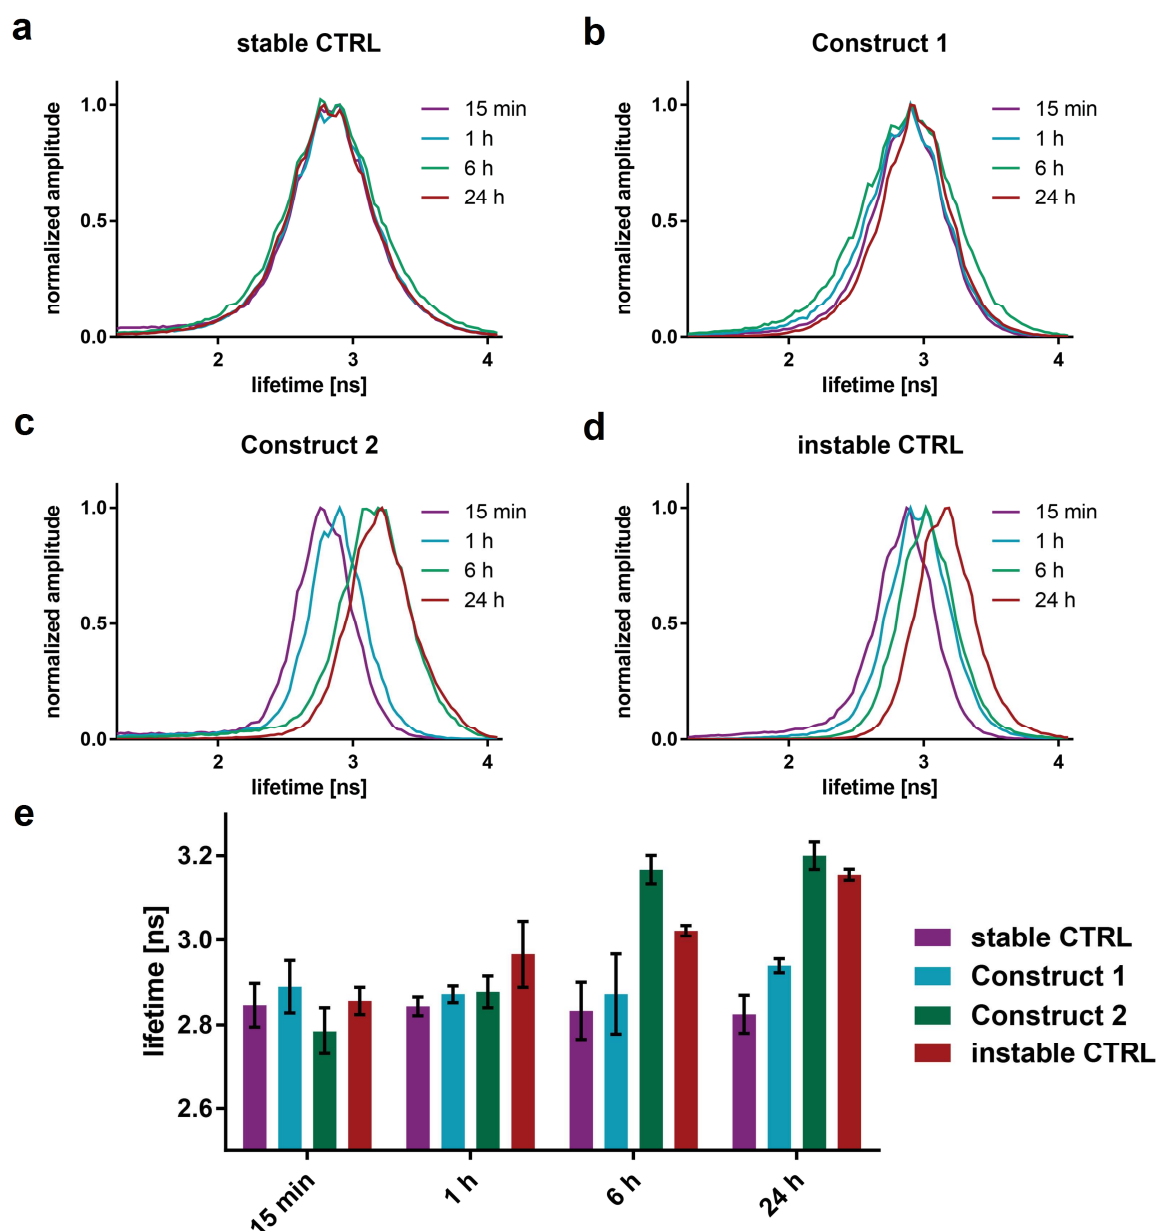 a
stable CTRL
normalized amplitude
1.0
0.5
0.0
2 3 4
lifetime [ns]
15 min
1 h
6 h
24 h
b
Construct 1
normalized amplitude
1.0
0.5
0.0
2 3 4
lifetime [ns]
15 min
1 h
6 h
24 h
c
Construct 2
normalized amplitude
1.0
0.5
0.0
2 3 4
lifetime [ns]
15 min
1 h
6 h
24 h
d
instable CTRL
normalized amplitude
1.0
0.5
0.0
2 3 4
lifetime [ns]
15 min
1 h
6 h
24 h
e
lifetime [ns]
3.2
3.0
2.8
2.6
15 min
1 h
6 h
24 h
stable CTRL
Construct 1
Construct 2
instable CTRL